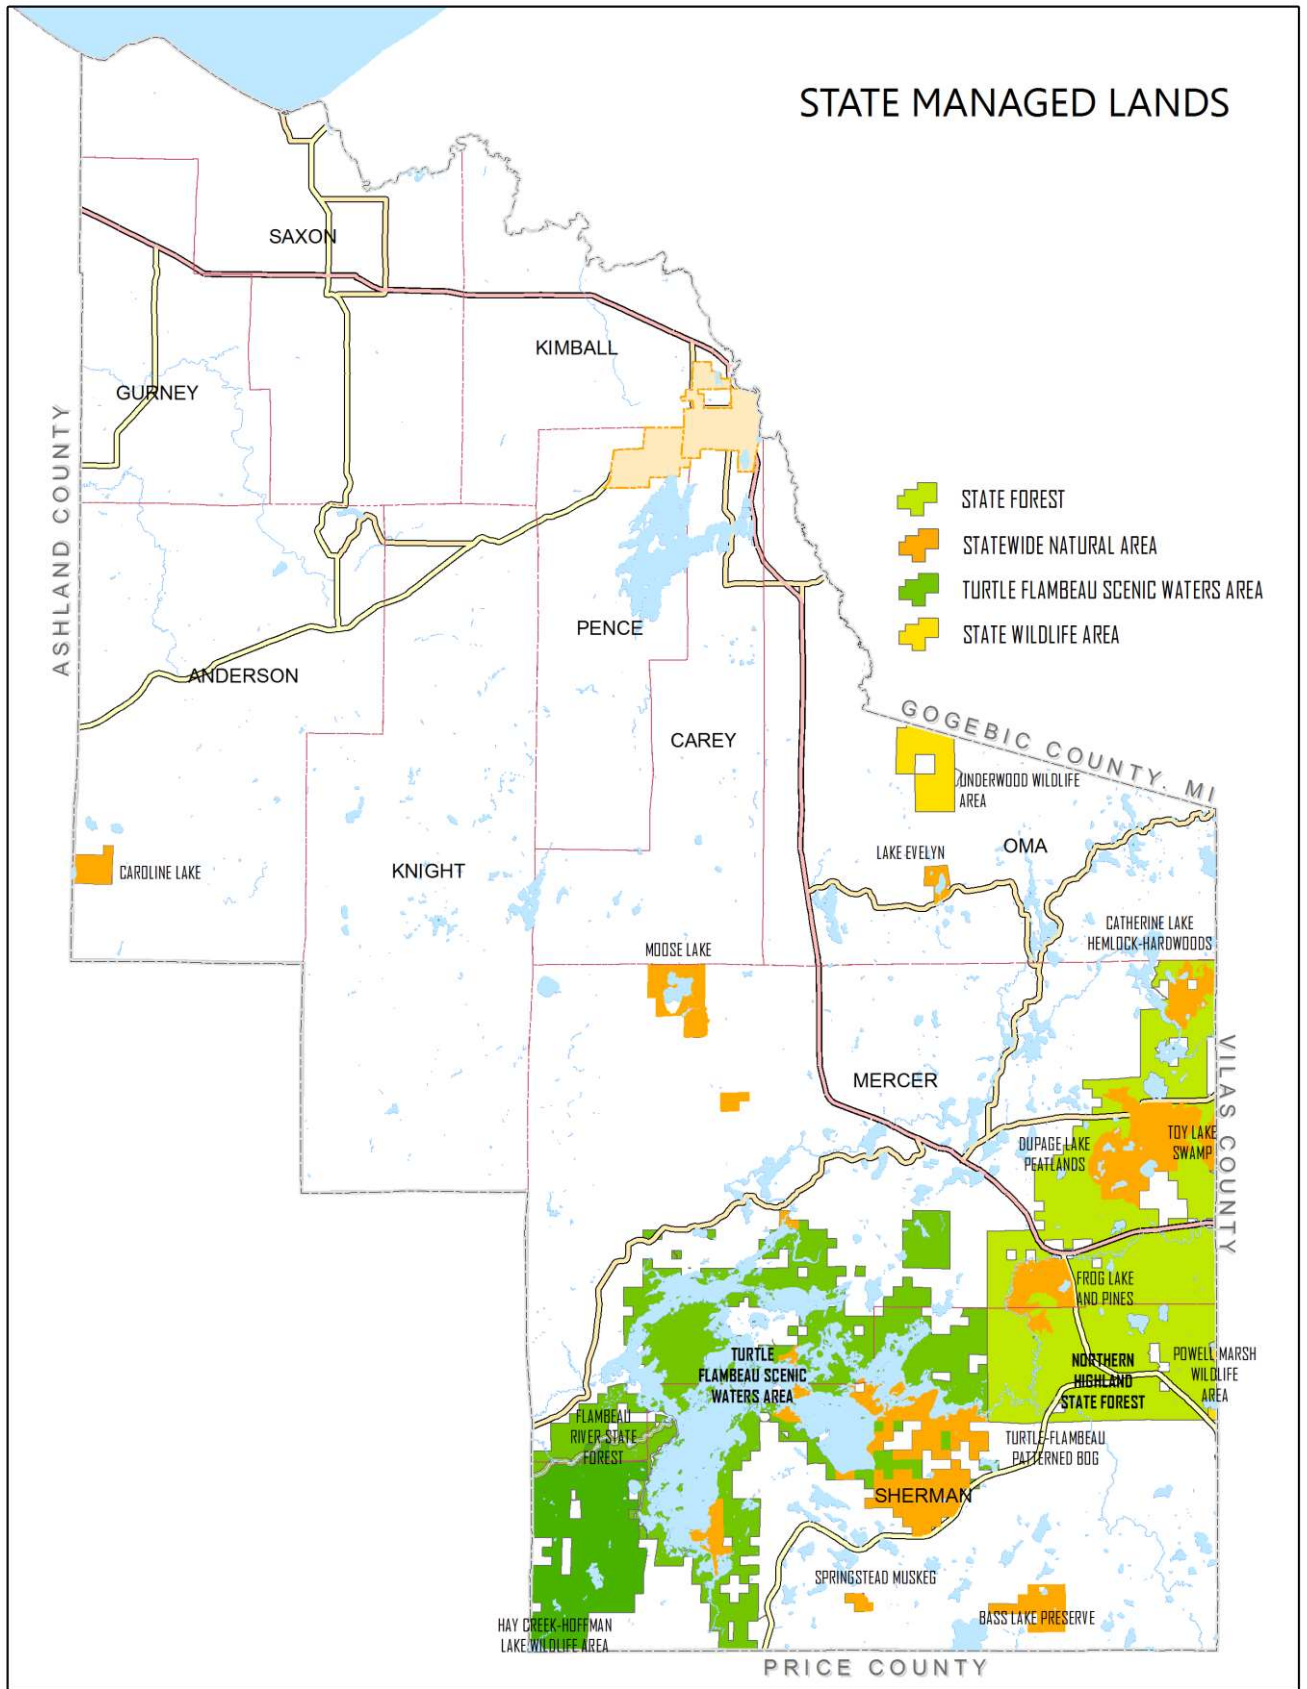 STATE MANAGED LANDS
SAXON
KIMBALL
GURNEY
ASHLAND COUNTY
STATE FOREST
STATEWIDE NATURAL AREA
TURTLE FLAMBEAU SCENIC WATERS AREA
STATE WILDLIFE AREA
PENCE
ANDERSON
GOGEBIC COUNTY, MI
CAREY
UNDERWOOD WILDLIFE
AREA
OMA
LAKE EVELYN
KNIGHT
CAROLINE LAKE
CATHERINE LAKE
HEMLOCK-HARDWOODS
MOOSE LAKE
MERCER
VILAS COUNTY
DUPAGE LAKE
PEATLANDS
TOY LAKE
SWAMP
FROG LAKE
AND PINES
TURTLE
FLAMBEAU SCENIC
WATERS AREA
NORTHERN
HIGHLAND
STATE FOREST
POWELL MARSH
WILDLIFE
AREA
FLAMBEAU
RIVER STATE
FOREST
TURTLE-FLAMBEAU
PATTERNED BOG
SHERMAN
SPRINGSTEAD MUSKEG
BASS LAKE PRESERVE
HAY CREEK-HOFFMAN
LAKE WILDLIFE AREA
PRICE COUNTY